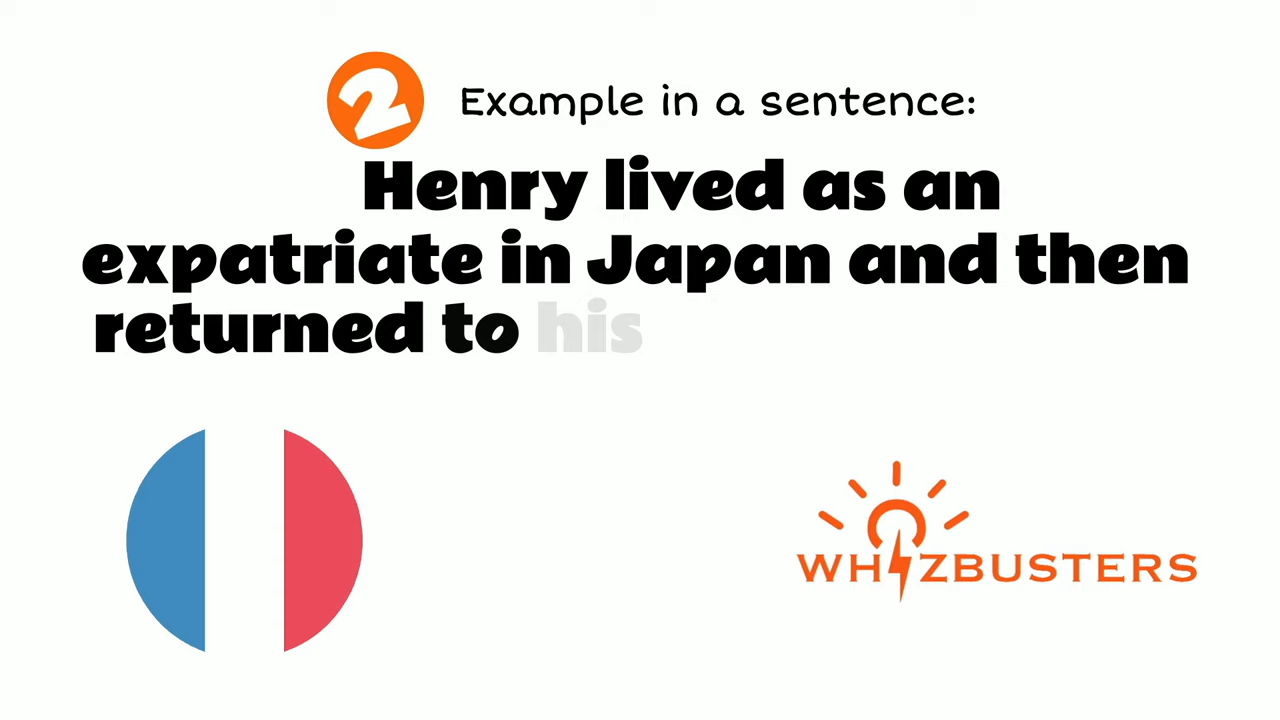 2 Example in a sentence:
Henry lived as an
expatriate in Japan and then
returned to his
WHIZBUSTERS